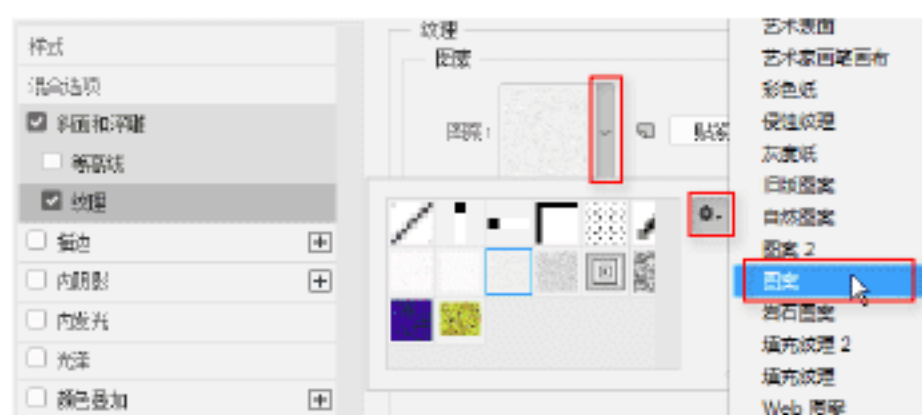 样式
混合选项
斜面和浮雕
等高线
纹理
描边
内阴影
内发光
光泽
颜色叠加
纹理
图素
图案:
贴紧
艺术表面
艺术家画笔画布
彩色纸
侵蚀纹理
灰度纸
旧版图案
自然图案
图案 2
图案
岩石图案
填充纹理 2
填充纹理
Web 图案